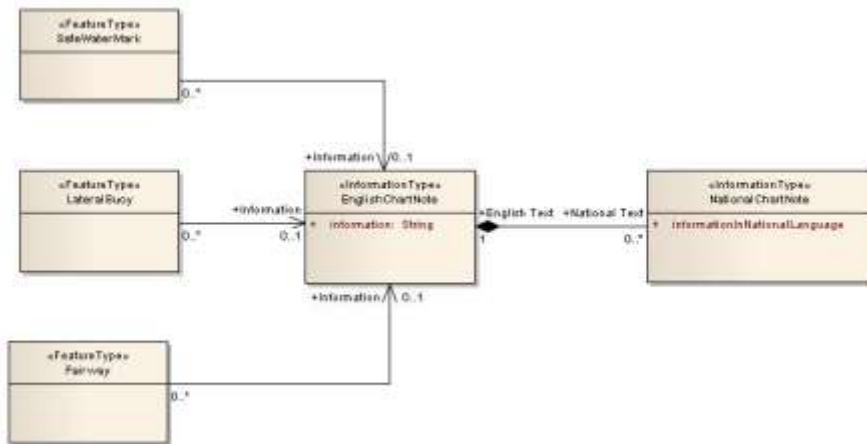 «FeatureType»
SafeWaterMark
0..*
+Information
0..1
«FeatureType»
LateralBuoy
0..*
+Information
0..1
«InformationType»
EnglishChartNote
+ information: String
+English Text
1
+National Text
0..*
«InformationType»
NationalChartNote
+ informationInNationalLanguage
+Information
0..1
«FeatureType»
Fairway
0..*